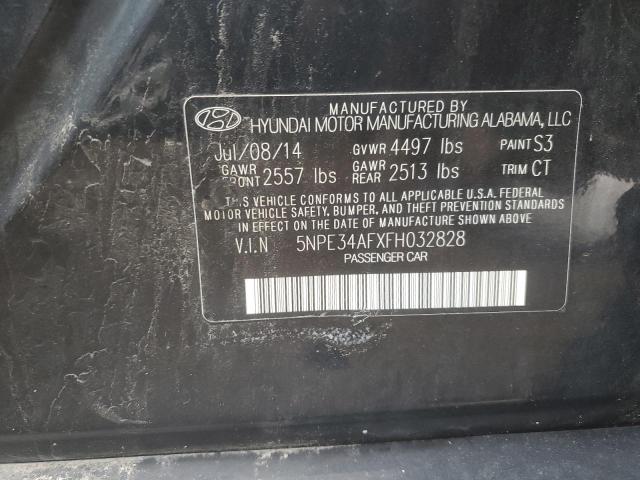 MANUFACTURED BY
HYUNDAI MOTOR MANUFACTURING ALABAMA, LLC
Jul/08/14 GVWR 4497 lbs PAINT S3
GAWR FRONT 2557 lbs GAWR REAR 2513 lbs TRIM CT
THIS VEHICLE CONFORMS TO ALL APPLICABLE U.S.A. FEDERAL
MOTOR VEHICLE SAFETY, BUMPER, AND THEFT PREVENTION STANDARDS
IN EFFECT ON THE DATE OF MANUFACTURE SHOWN ABOVE.
V.I.N 5NPE34AFXFH032828
PASSENGER CAR